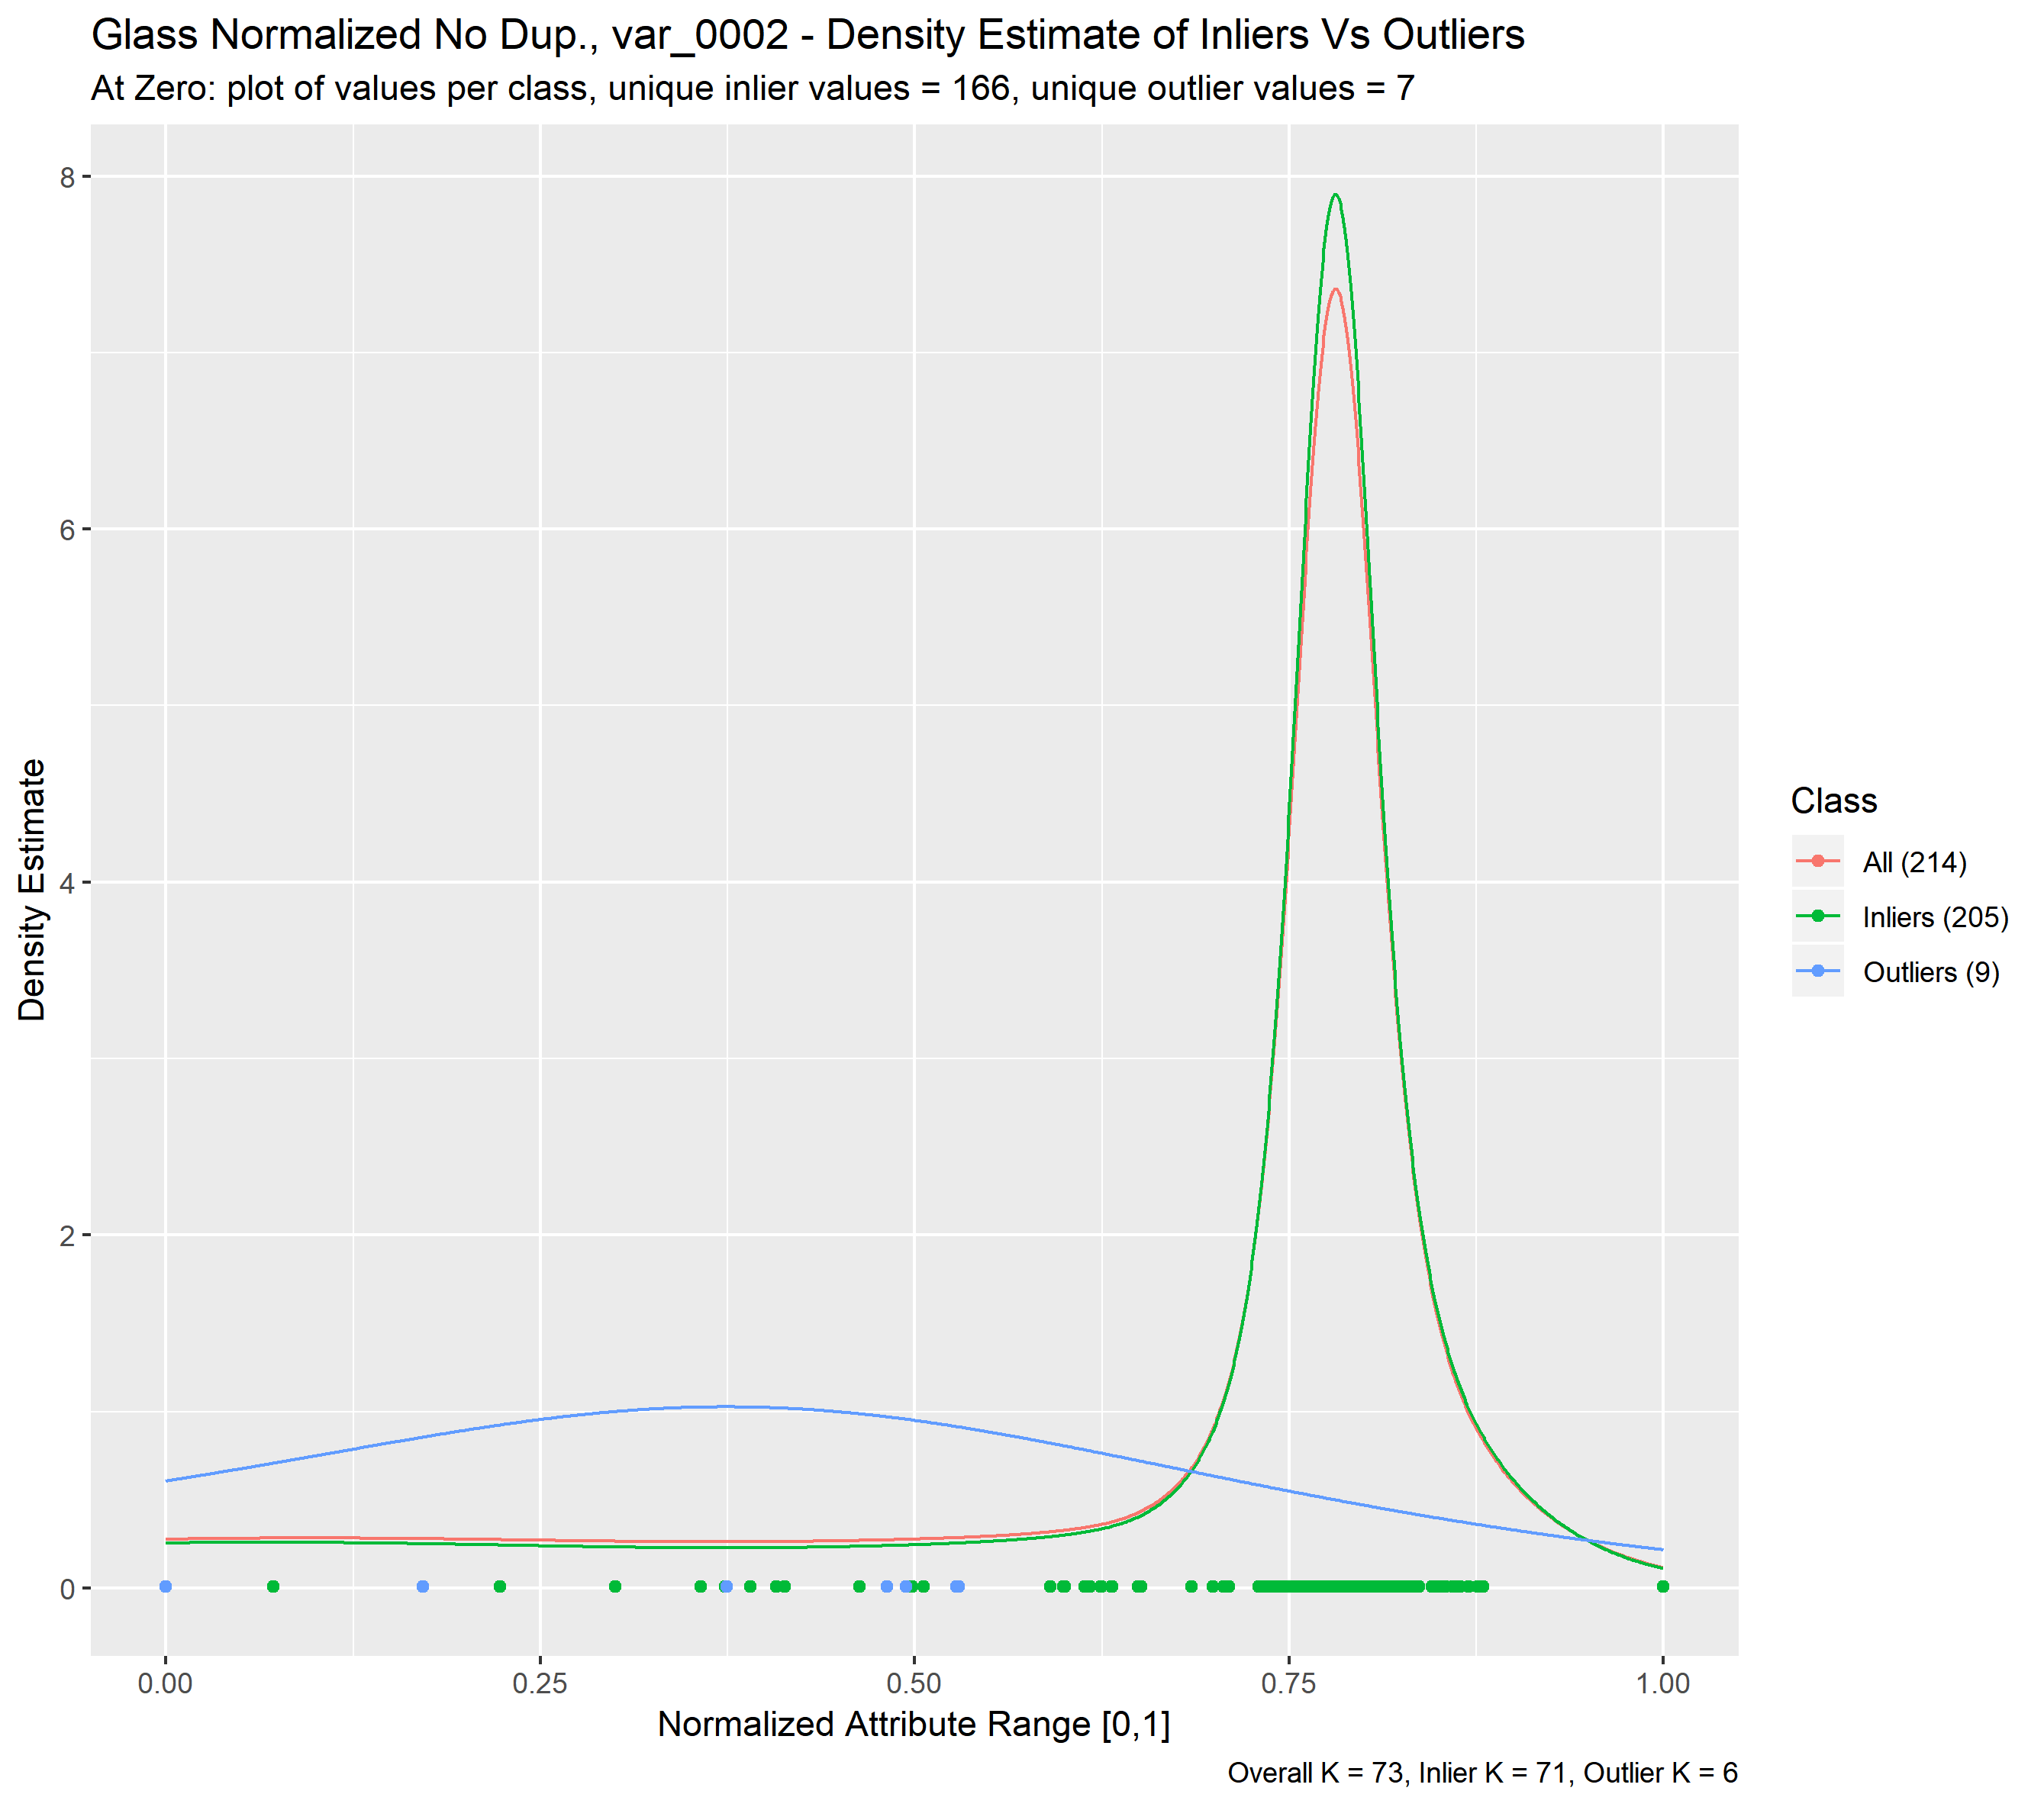 Glass Normalized No Dup., var_0002 - Density Estimate of Inliers Vs Outliers
At Zero: plot of values per class, unique inlier values = 166, unique outlier values = 7
8
6
4
2
0
Density Estimate
0.00 0.25 0.50 0.75 1.00
Normalized Attribute Range [0,1]
Class
All (214)
Inliers (205)
Outliers (9)
Overall K = 73, Inlier K = 71, Outlier K = 6